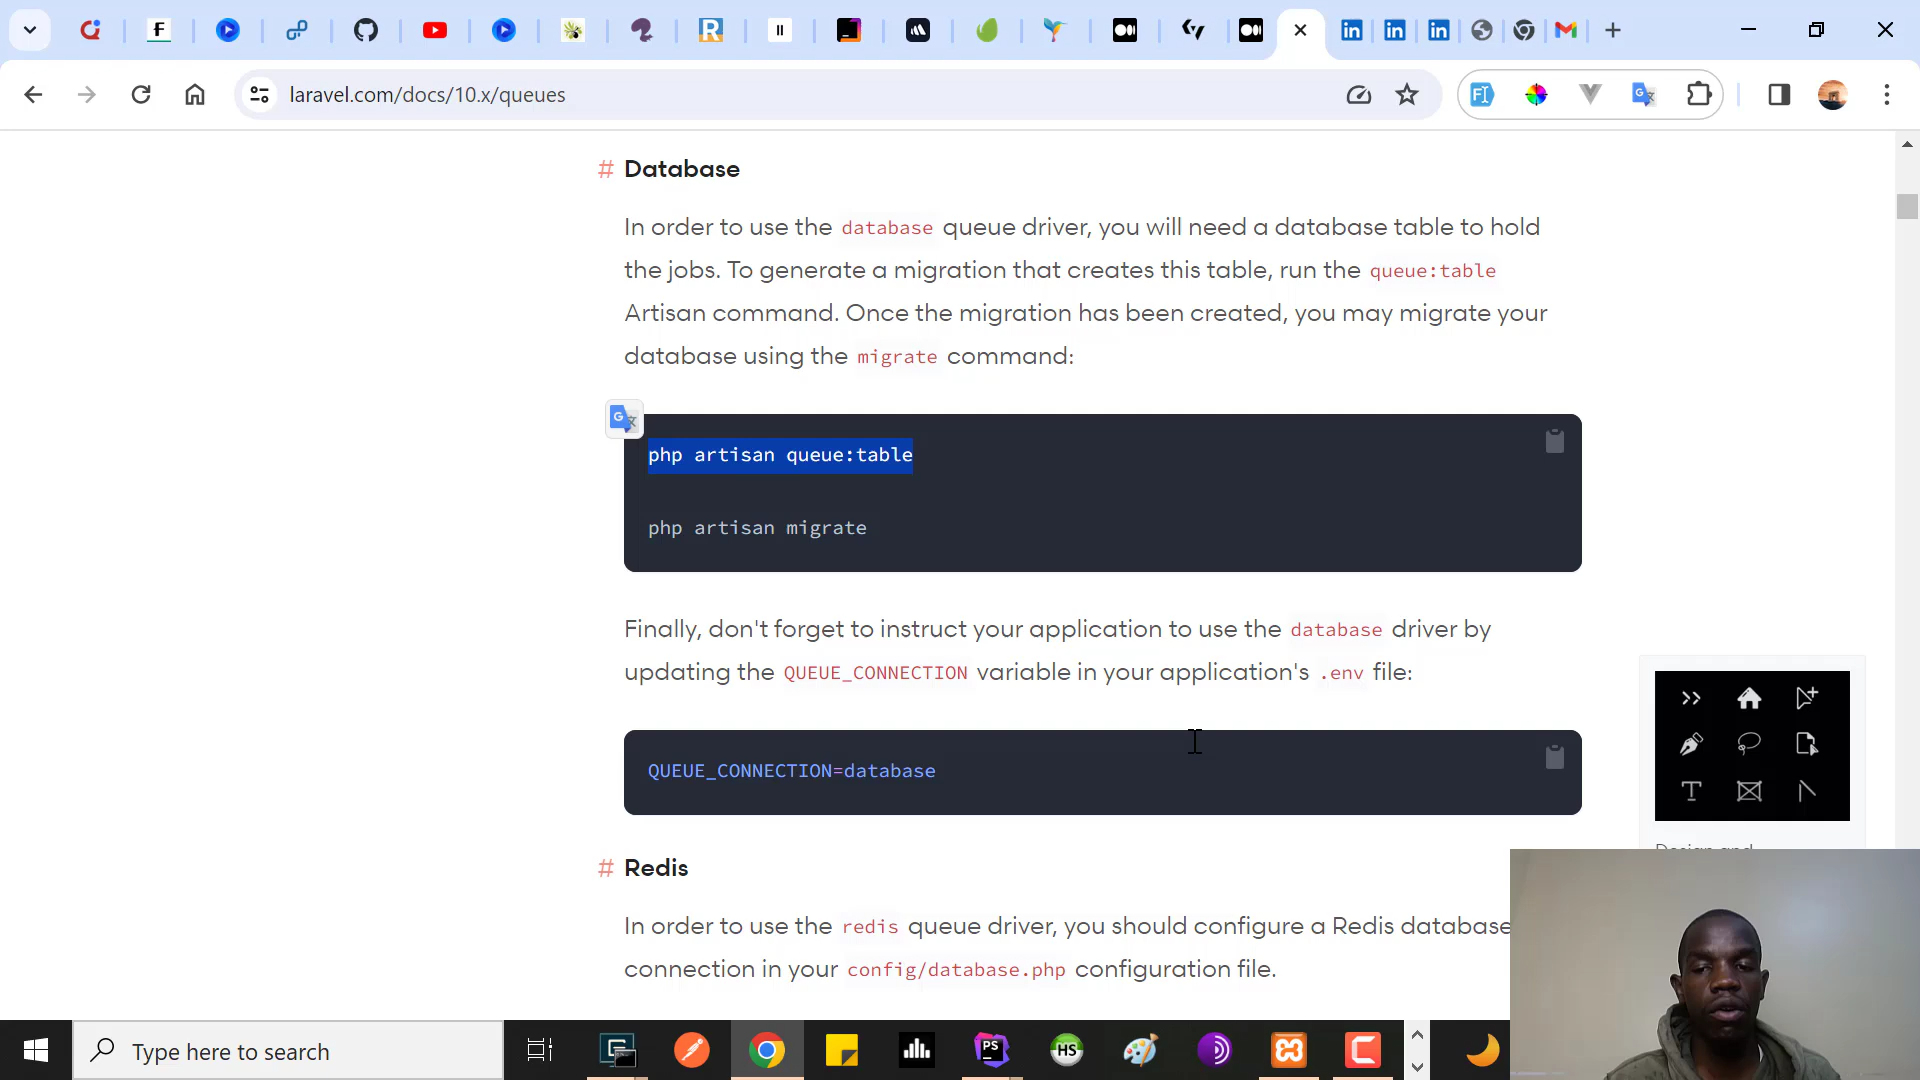 laravel.com/docs/10.x/queues
# Database
In order to use the database queue driver, you will need a database table to hold
the jobs. To generate a migration that creates this table, run the queue:table
Artisan command. Once the migration has been created, you may migrate your
database using the migrate command:
php artisan queue:table
php artisan migrate
Finally, don't forget to instruct your application to use the database driver by
updating the QUEUE_CONNECTION variable in your application's .env file:
QUEUE_CONNECTION=database
# Redis
In order to use the redis queue driver, you should configure a Redis database
connection in your config/database.php configuration file.
Type here to search